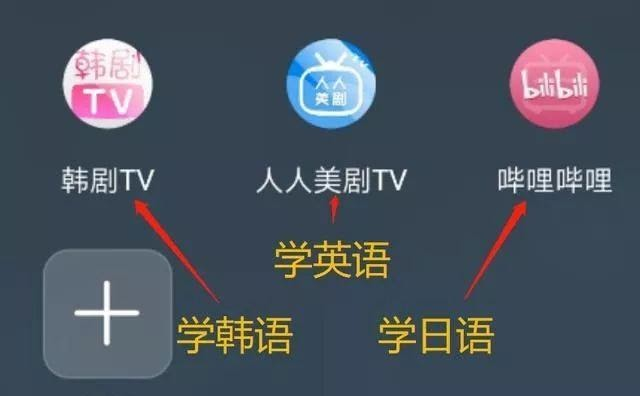 韩剧
TV
人人
美剧
bilibili
韩剧TV
人人美剧TV
哔哩哔哩
学英语
学韩语
学日语